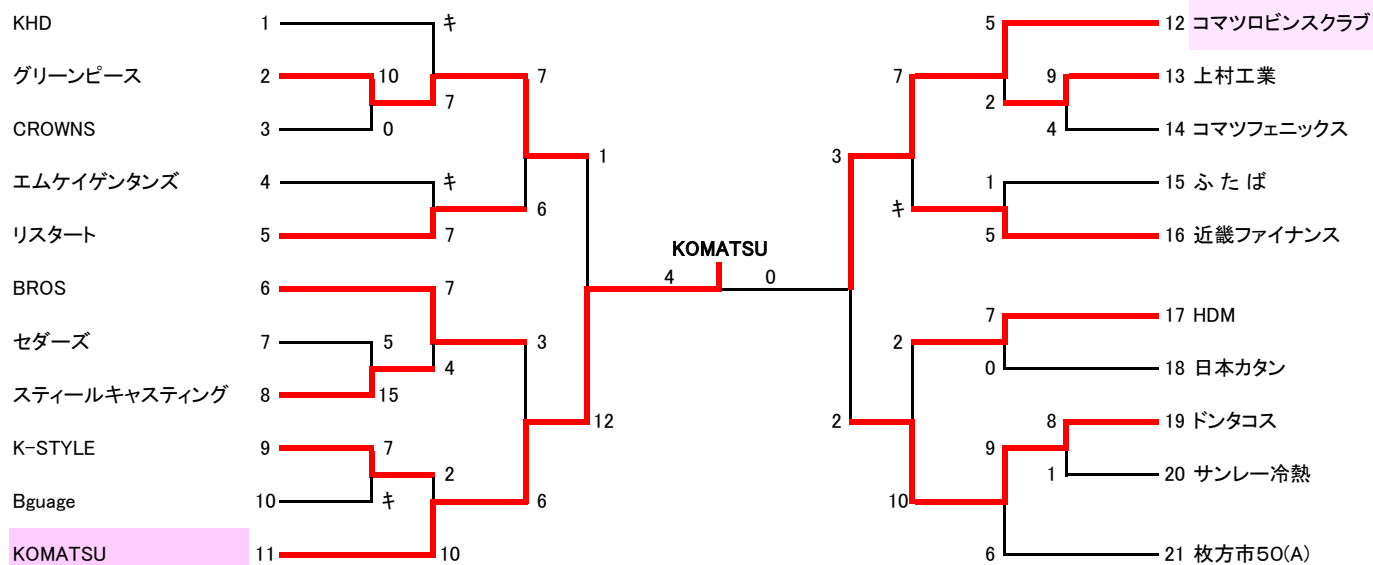 KHD 1 キ 5 12 コマツロビンスクラブ
グリーンピース 2 10 7 7 9 13 上村工業
7 2
CROWNS 3 0 4 14 コマツフェニックス
1 3
エムケイゲンタンズ 4 キ 1 15 ふ た ば
6 キ
リスタート 5 7 5 16 近畿ファイナンス
KOMATSU
4 0
BROS 6 7 7 17 HDM
セダーズ 7 5 3 2
4 0 18 日本カタン
スティールキャスティング 8 15
12 2 8 19 ドンタコス
K-STYLE 9 7 9
2 1 20 サンレー冷熱
Bguage 10 キ 6 10
KOMATSU 11 10 6 21 枚方市50(A)